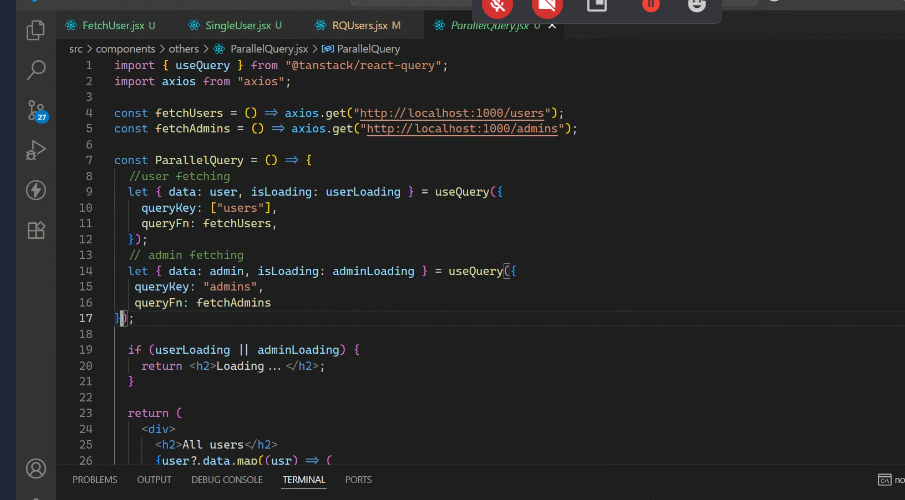 FetchUser.jsx U SingleUser.jsx U RQUsers.jsx M ParallelQuery.jsx U
src > components > others > ParallelQuery.jsx > ParallelQuery
1 import { useQuery } from "@tanstack/react-query";
2 import axios from "axios";
3
4 const fetchUsers = () => axios.get("http://localhost:1000/users");
5 const fetchAdmins = () => axios.get("http://localhost:1000/admins");
6
7 const ParallelQuery = () => {
8 //user fetching
9 let { data: user, isLoading: userLoading } = useQuery({
10 queryKey: ["users"],
11 queryFn: fetchUsers,
12 });
13 // admin fetching
14 let { data: admin, isLoading: adminLoading } = useQuery({
15 queryKey: "admins",
16 queryFn: fetchAdmins
17 });
18
19 if (userLoading || adminLoading) {
20 return <h2>Loading...</h2>;
21 }
22
23 return (
24 <div>
25 <h2>All users</h2>
26 {user?.data.map((usr) => (
27
PROBLEMS OUTPUT DEBUG CONSOLE TERMINAL PORTS